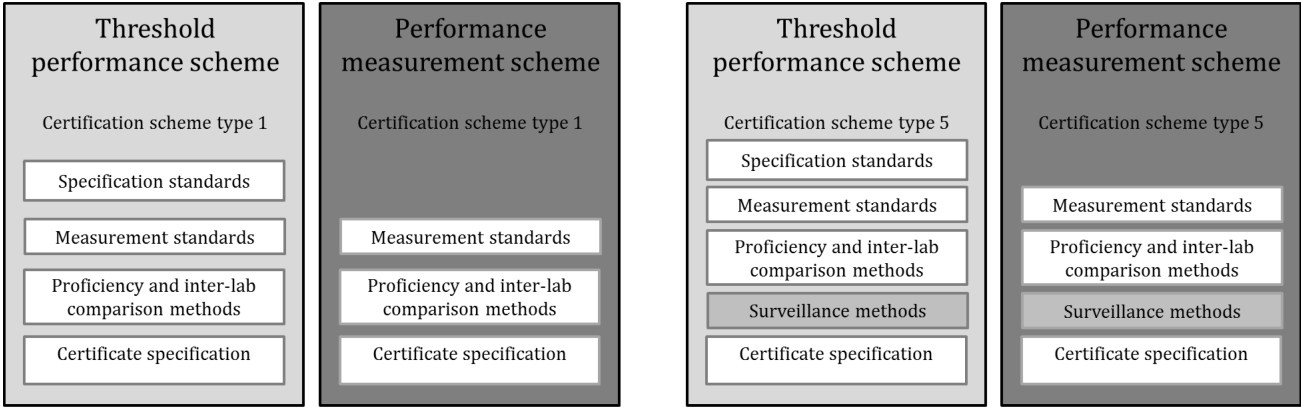 Threshold
performance scheme
Certification scheme type 1
Specification standards
Measurement standards
Proficiency and inter-lab
comparison methods
Certificate specification
Performance
measurement scheme
Certification scheme type 1
Measurement standards
Proficiency and inter-lab
comparison methods
Certificate specification
Threshold
performance scheme
Certification scheme type 5
Specification standards
Measurement standards
Proficiency and inter-lab
comparison methods
Surveillance methods
Certificate specification
Performance
measurement scheme
Certification scheme type 5
Measurement standards
Proficiency and inter-lab
comparison methods
Surveillance methods
Certificate specification